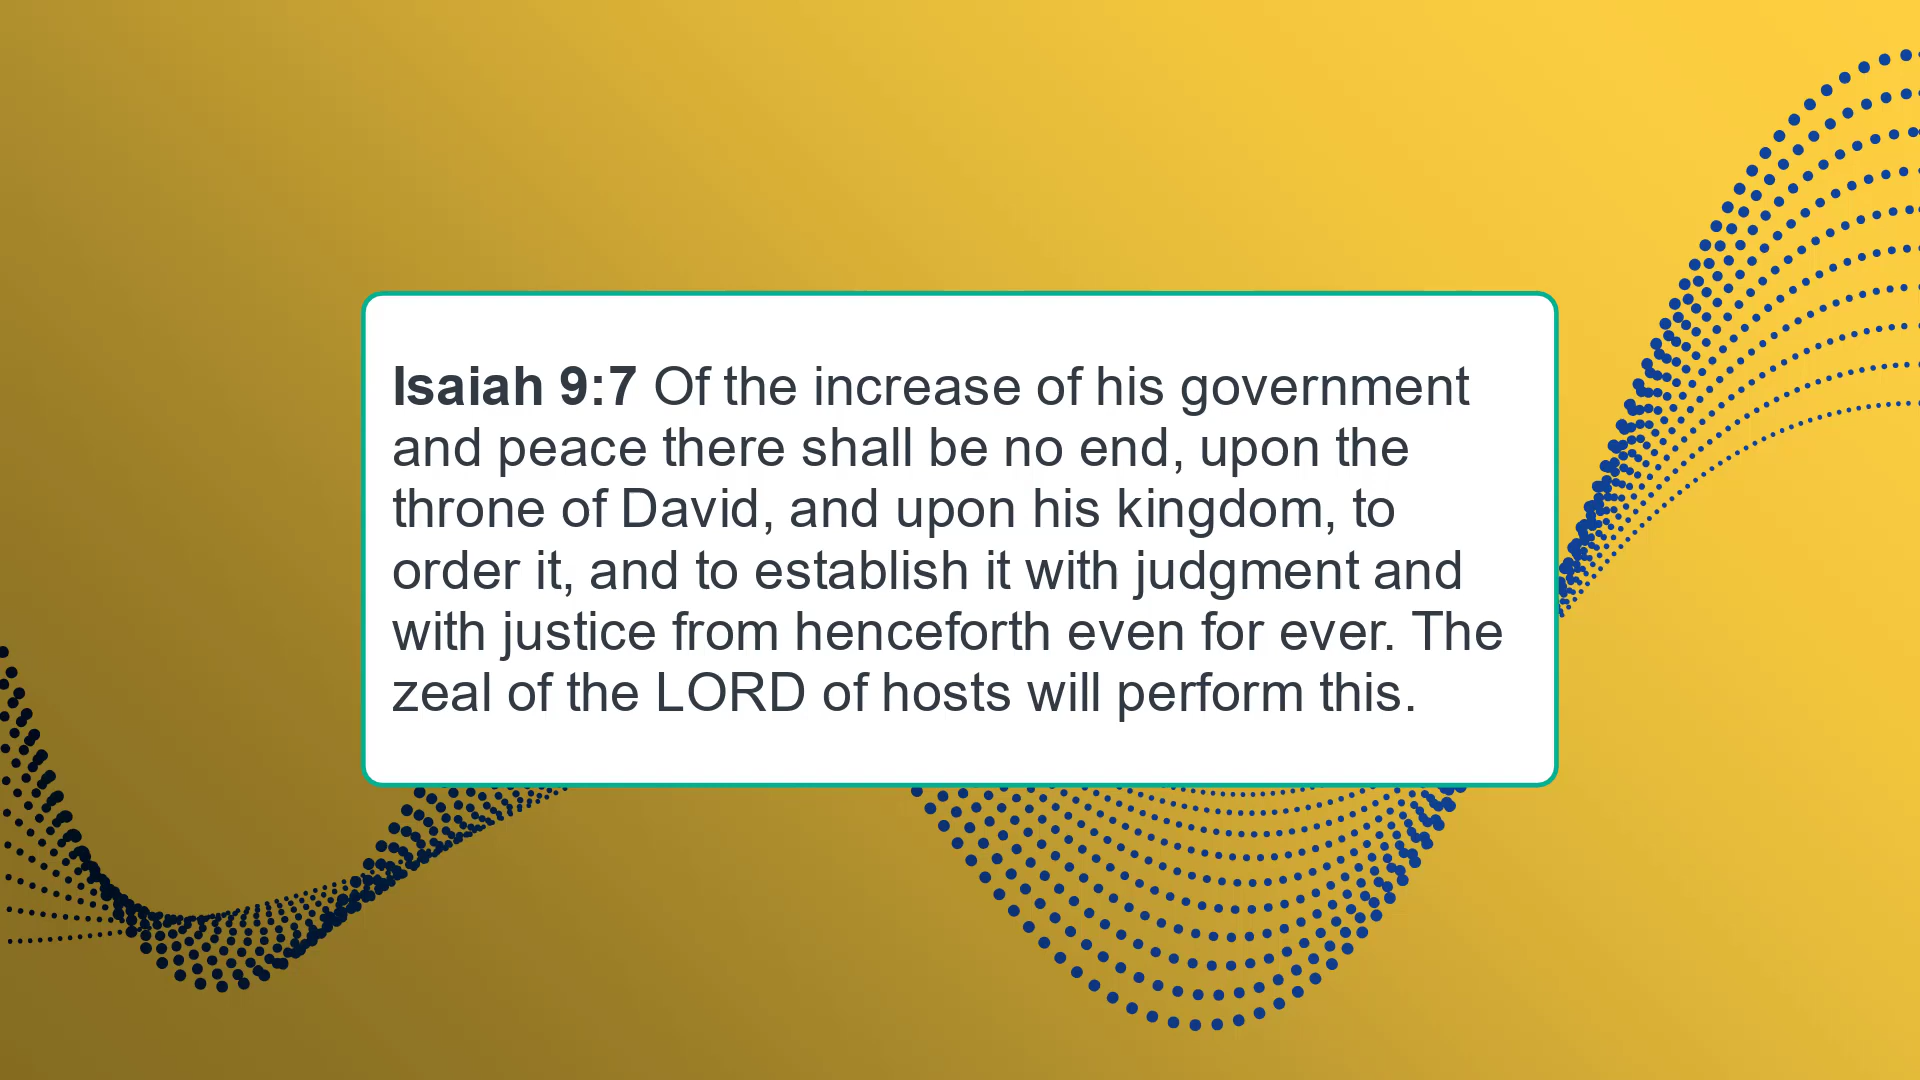 Isaiah 9:7 Of the increase of his government
and peace there shall be no end, upon the
throne of David, and upon his kingdom, to
order it, and to establish it with judgment and
with justice from henceforth even for ever. The
zeal of the LORD of hosts will perform this.